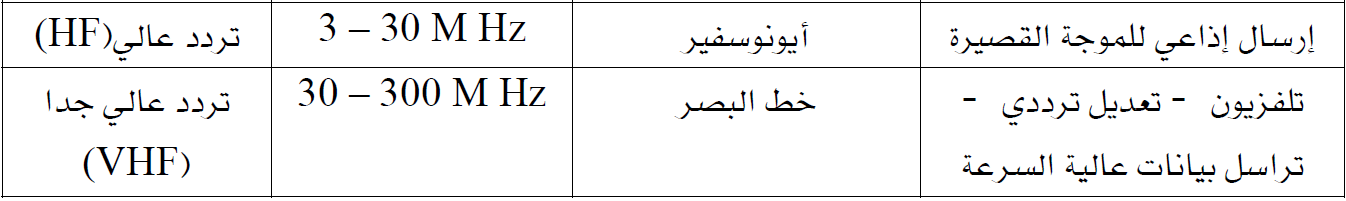 إرسال إذاعي للموجة القصيرة
أيونوسفير
3 – 30 M Hz
تردد عالي(HF)
تلفزيون - تعديل ترددي -
تراسل بيانات عالية السرعة
خط البصر
30 – 300 M Hz
تردد عالي جدا
(VHF)